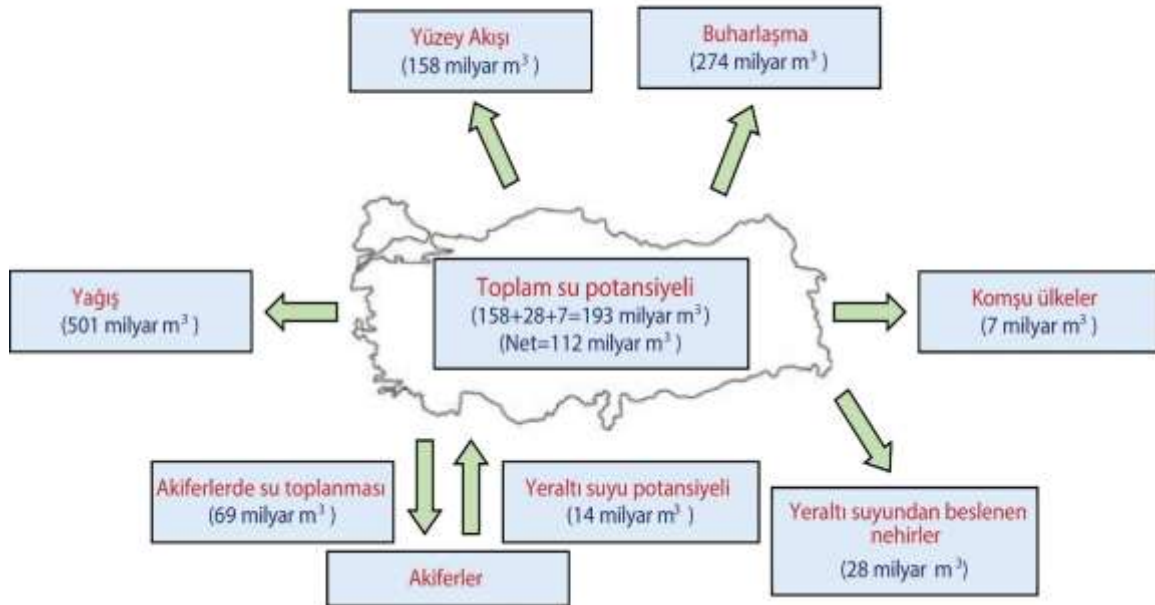 Yüzey Akışı
(158 milyar m³ )
Buharlaşma
(274 milyar m³ )
Yağış
(501 milyar m³ )
Toplam su potansiyeli
(158+28+7=193 milyar m³)
(Net=112 milyar m³ )
Komşu ülkeler
(7 milyar m³ )
Akiferlerde su toplanması
(69 milyar m³ )
Yeraltı suyu potansiyeli
(14 milyar m³ )
Yeraltı suyundan beslenen
nehirler
(28 milyar m³)
Akiferler